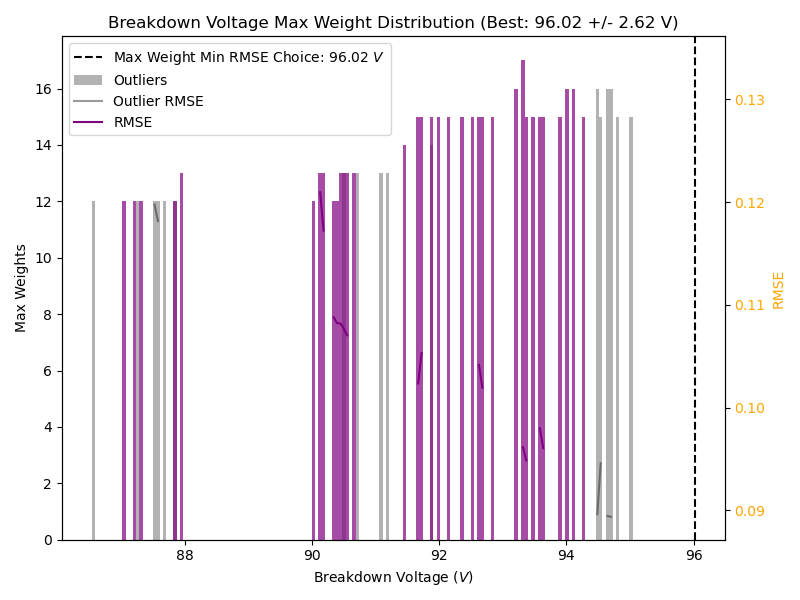 Breakdown Voltage Max Weight Distribution (Best: 96.02 +/- 2.62 V)
Max Weight Min RMSE Choice: 96.02 V
Outliers
Outlier RMSE
RMSE
16
14
12
10
8
6
4
2
0
Max Weights
0.13
0.12
0.11
0.10
0.09
RMSE
88
90
92
94
96
Breakdown Voltage (V)